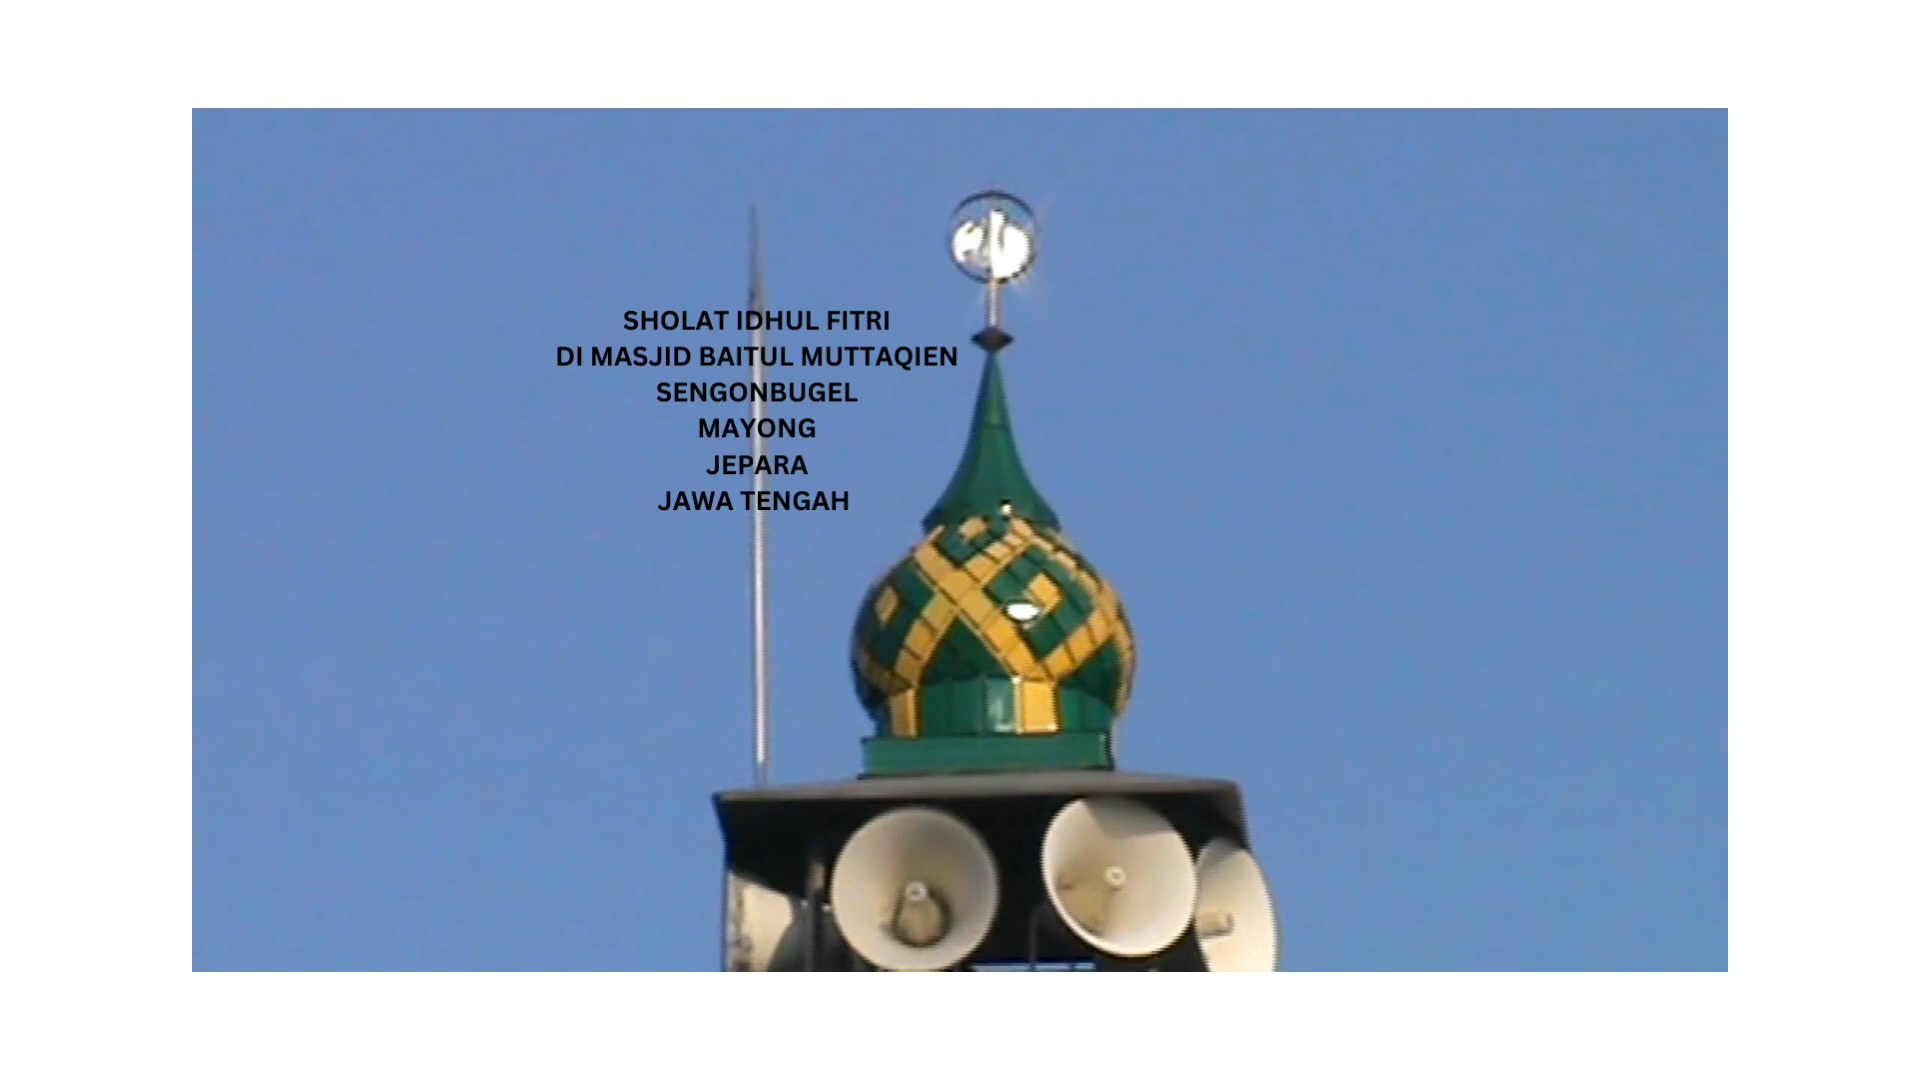 SHOLAT IDHUL FITRI
DI MASJID BAITUL MUTTAQIEN
SENGONBUGEL
MAYONG
JEPARA
JAWA TENGAH